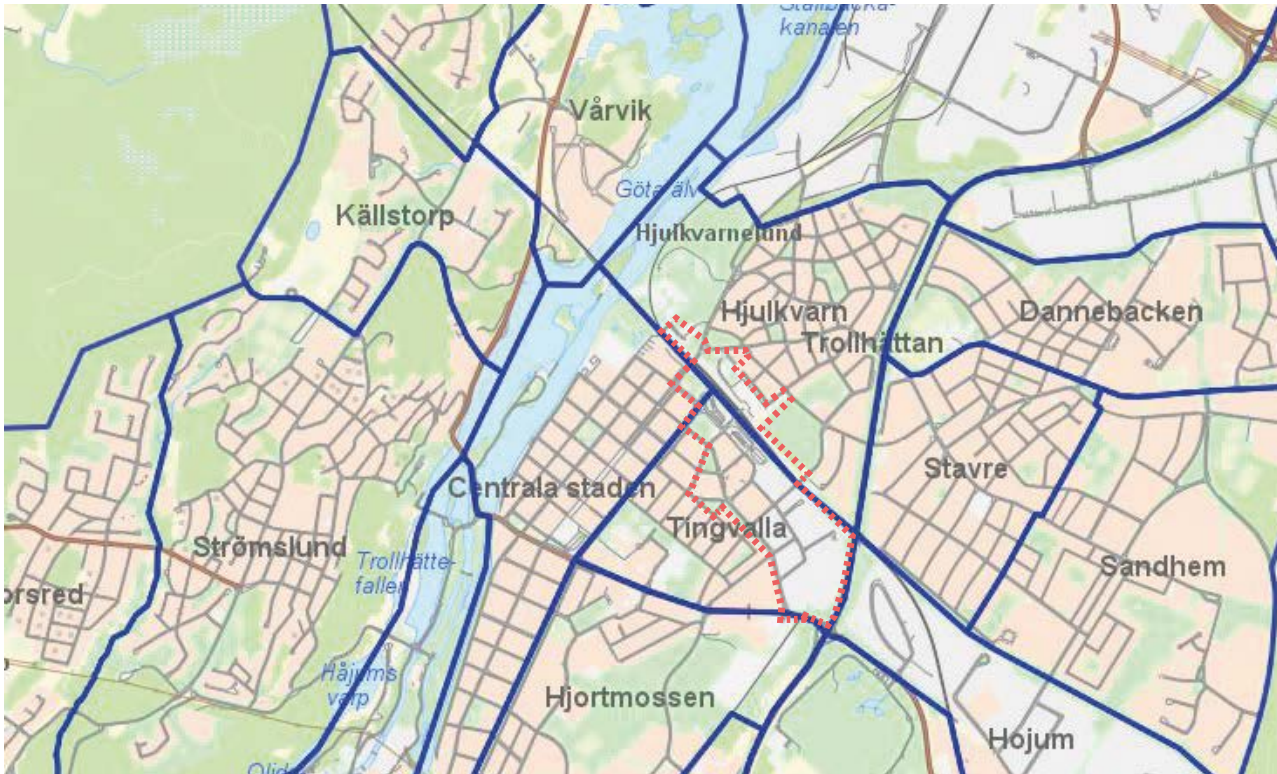 Stallbacka-
kanalen
Vårvik
Göta älv
Källstorp
Hjulkvarnelund
Hjulkvarn
Dannebacken
Trollhättan
Stavre
Centrala staden
Tingvalla
Strömslund
Trollhätte-
fallen
Sandhem
orsred
Håjums
varp
Hjortmossen
Hojum
Olid